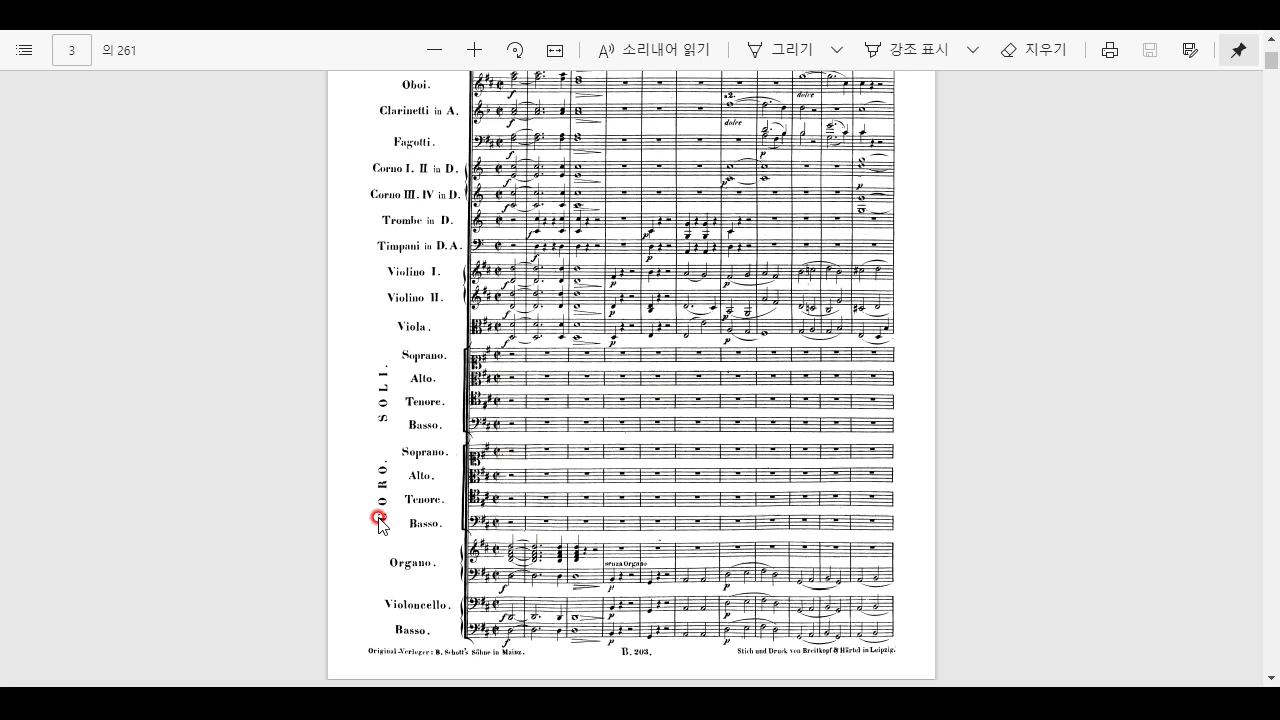 3 의 261 소리내어 읽기 그리기 강조 표시 지우기
Oboi.
a2. dolce
Clarinetti in A.
f dolce
Fagotti.
f p
Corno I. II in D.
p
Corno III. IV in D.
f p
Trombe in D.
f p
Timpani in D.A.
Violino I.
p p
Violino II.
p p
Viola.
p p
SOLI.
Soprano.
Alto.
Tenore.
Basso.
ORO.
Soprano.
Alto.
Tenore.
Basso.
Organo.
senza Organo
f p p
Violoncello.
f p p
Basso.
f p p
Original-Verleger: B. Schott's Söhne in Mainz. B. 203. Stich und Druck von Breitkopf & Härtel in Leipzig.